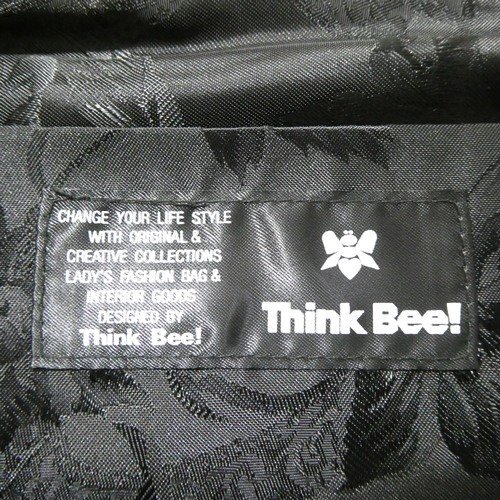 CHANGE YOUR LIFE STYLE
WITH ORIGINAL &
CREATIVE COLLECTIONS
LADY'S FASHION BAG &
INTERIOR GOODS
DESIGNED BY
Think Bee!
Think Bee!